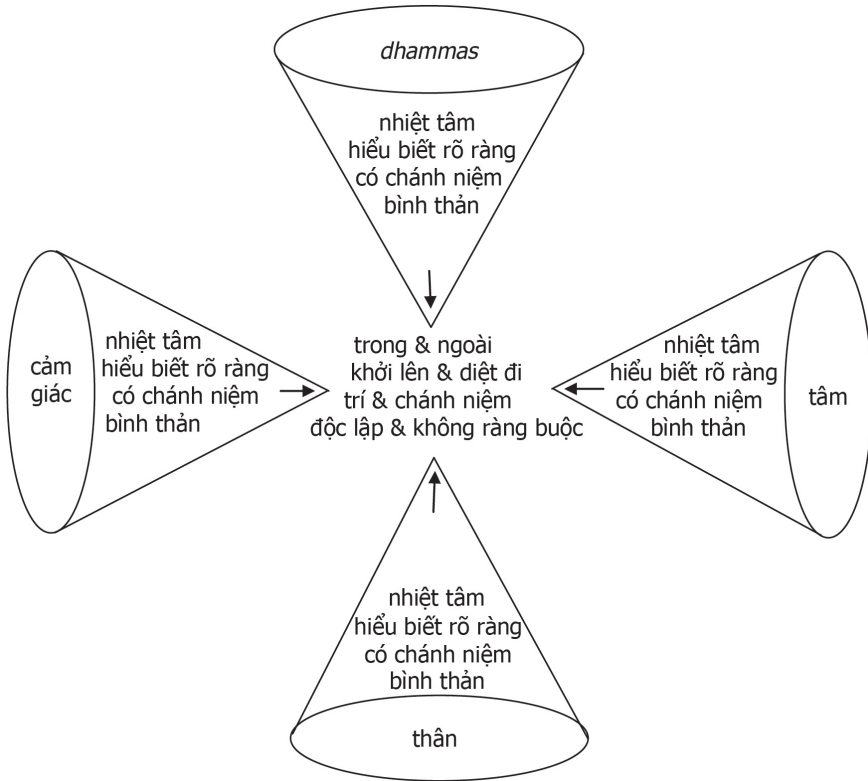 dhammas
nhiệt tâm
hiểu biết rõ ràng
có chánh niệm
bình thản
cảm
giác
nhiệt tâm
hiểu biết rõ ràng
có chánh niệm
bình thản
trong & ngoài
khởi lên & diệt đi
trí & chánh niệm
độc lập & không ràng buộc
nhiệt tâm
hiểu biết rõ ràng
có chánh niệm
bình thản
tâm
nhiệt tâm
hiểu biết rõ ràng
có chánh niệm
bình thản
thân